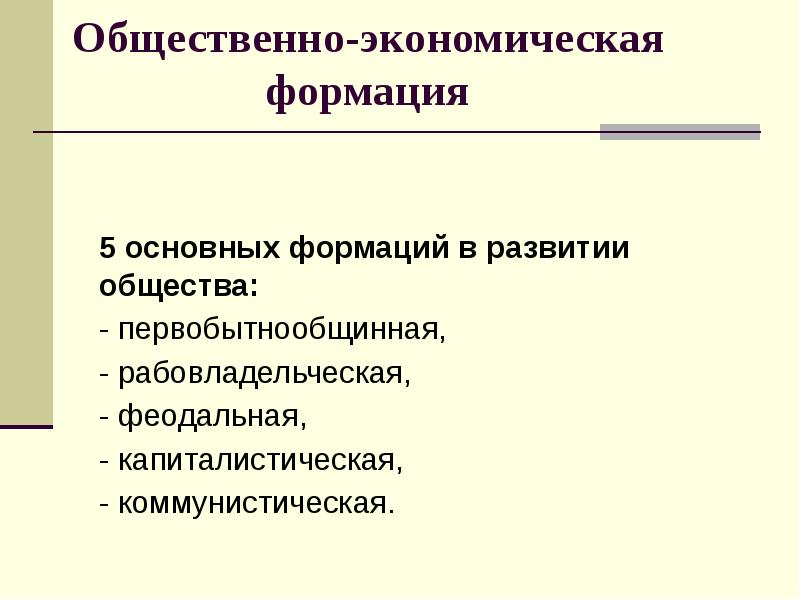 Общественно-экономическая
формация
5 основных формаций в развитии
общества:
- первобытнообщинная,
- рабовладельческая,
- феодальная,
- капиталистическая,
- коммунистическая.